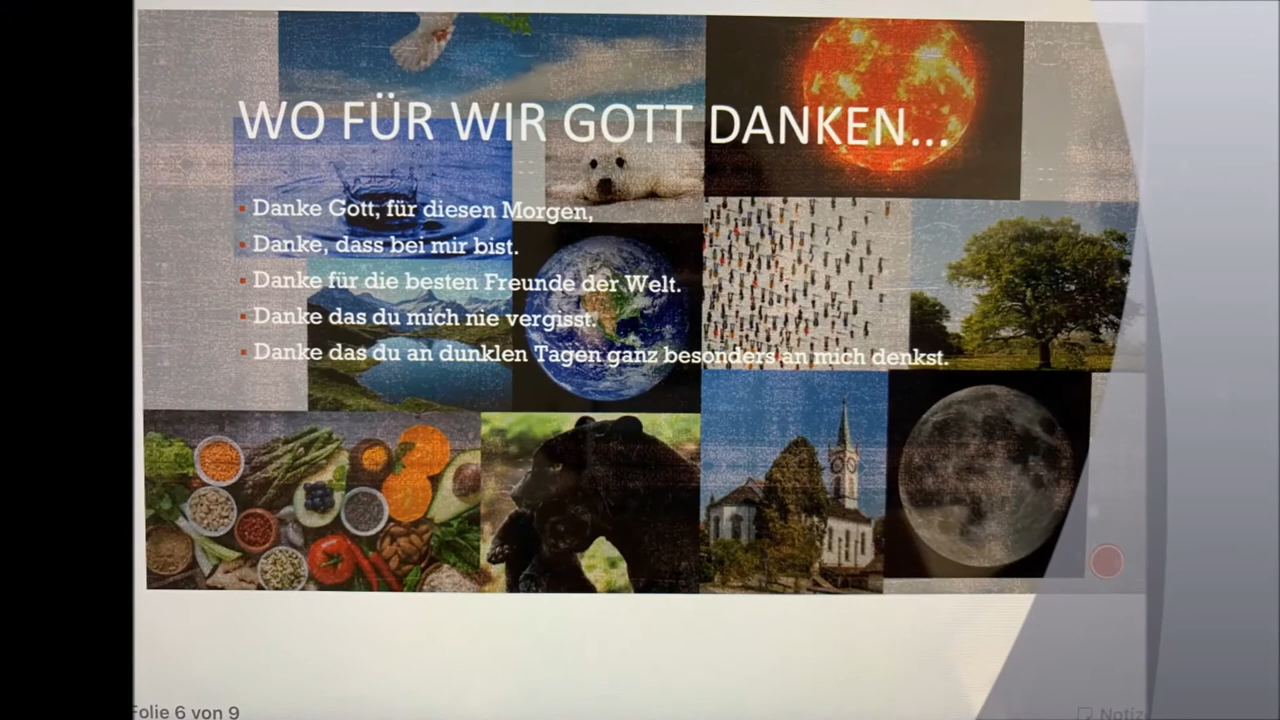 WO FÜR WIR GOTT DANKEN...
Danke Gott, für diesen Morgen,
Danke, dass bei mir bist.
Danke für die besten Freunde der Welt.
Danke das du mich nie vergisst.
Danke das du an dunklen Tagen ganz besonders an mich denkst.
Folie 6 von 9
Notiz